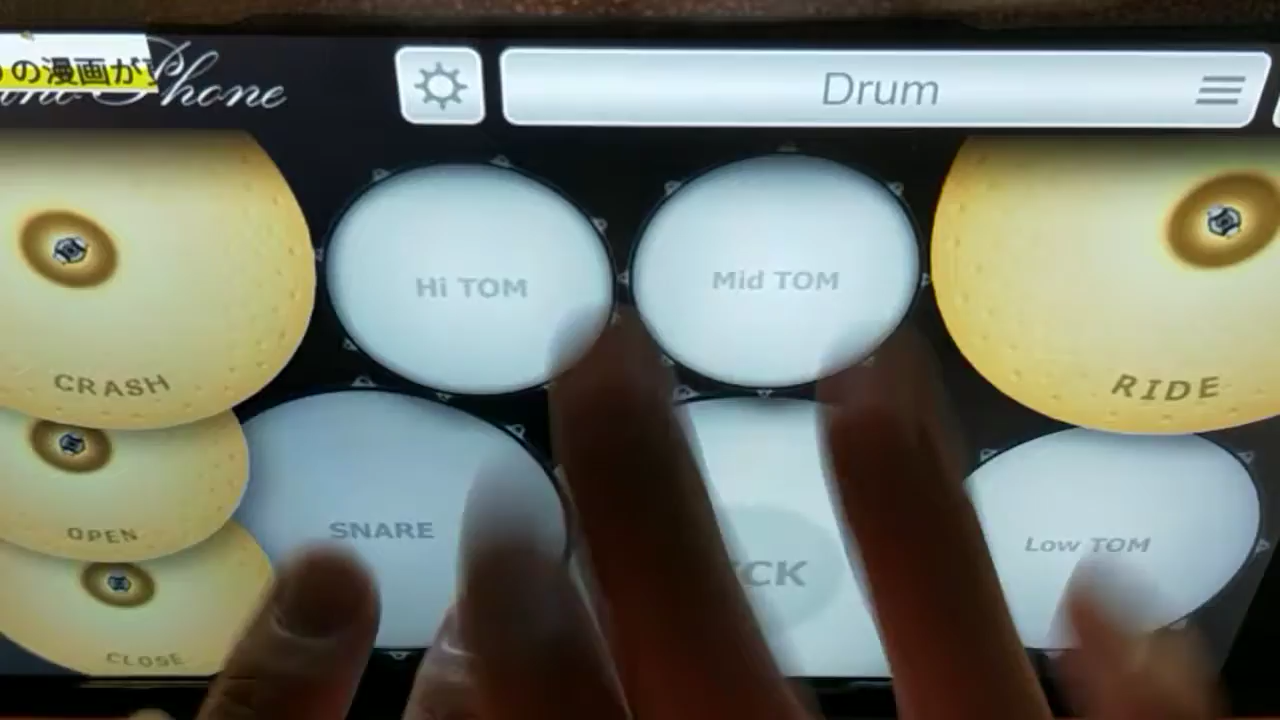 の漫画が
Phone
Drum
Hi TOM
Mid TOM
CRASH
RIDE
SNARE
OPEN
CK
Low TOM
CLOSE